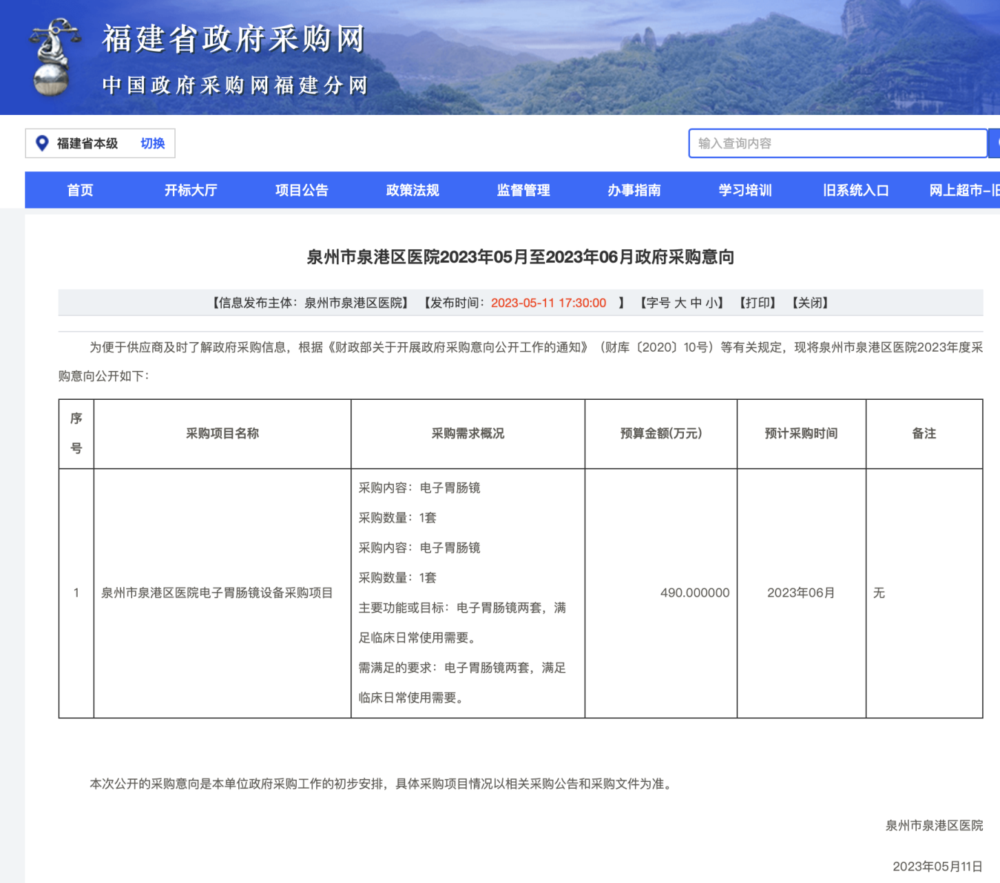 福建省政府采购网
中国政府采购网福建分网
福建省本级 切换
输入查询内容
首页 开标大厅 项目公告 政策法规 监督管理 办事指南 学习培训 旧系统入口 网上超市–旧
泉州市泉港区医院2023年05月至2023年06月政府采购意向
【信息发布主体：泉州市泉港区医院】 【发布时间：2023-05-11 17:30:00 】 【字号 大 中 小】 【打印】 【关闭】
为便于供应商及时了解政府采购信息，根据《财政部关于开展政府采购意向公开工作的通知》（财库〔2020〕10号）等有关规定，现将泉州市泉港区医院2023年度采
购意向公开如下：
序
号
采购项目名称 采购需求概况 预算金额(万元) 预计采购时间 备注
1 泉州市泉港区医院电子胃肠镜设备采购项目
采购内容：电子胃肠镜
采购数量：1套
采购内容：电子胃肠镜
采购数量：1套
主要功能或目标：电子胃肠镜两套，满
足临床日常使用需要。
需满足的要求：电子胃肠镜两套，满足
临床日常使用需要。
490.000000 2023年06月 无
本次公开的采购意向是本单位政府采购工作的初步安排，具体采购项目情况以相关采购公告和采购文件为准。
泉州市泉港区医院
2023年05月11日